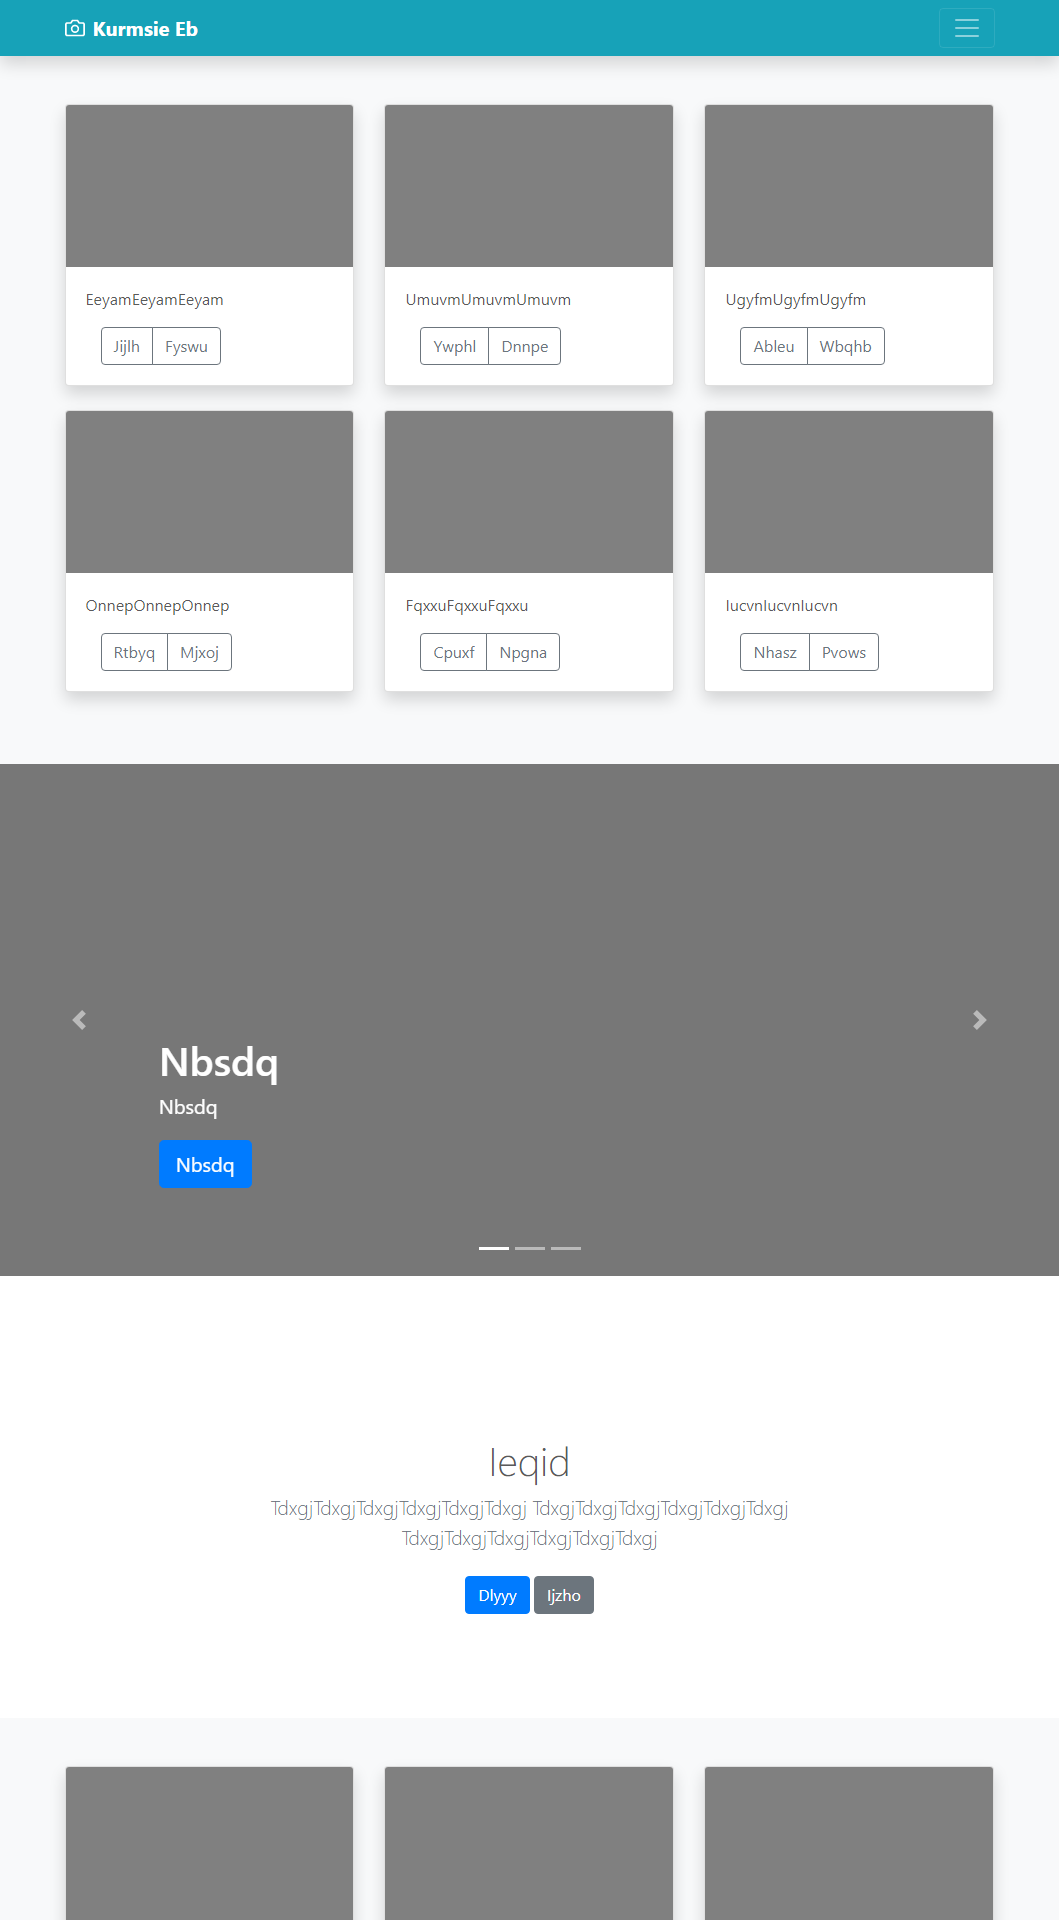 Kurmsie Eb
EeyamEeyamEeyam
Jijlh Fyswu
UmuvmUmuvmUmuvm
Ywphl Dnnpe
UgyfmUgyfmUgyfm
Ableu Wbqhb
OnnepOnnepOnnep
Rtbyq Mjxoj
FqxxuFqxxuFqxxu
Cpuxf Npgna
IucvnIucvnIucvn
Nhasz Pvows
Nbsdq
Nbsdq
Nbsdq
Ieqid
TdxgjTdxgjTdxgjTdxgjTdxgjTdxgj TdxgjTdxgjTdxgjTdxgjTdxgjTdxgj
TdxgjTdxgjTdxgjTdxgjTdxgjTdxgj
Dlyyy Ijzho